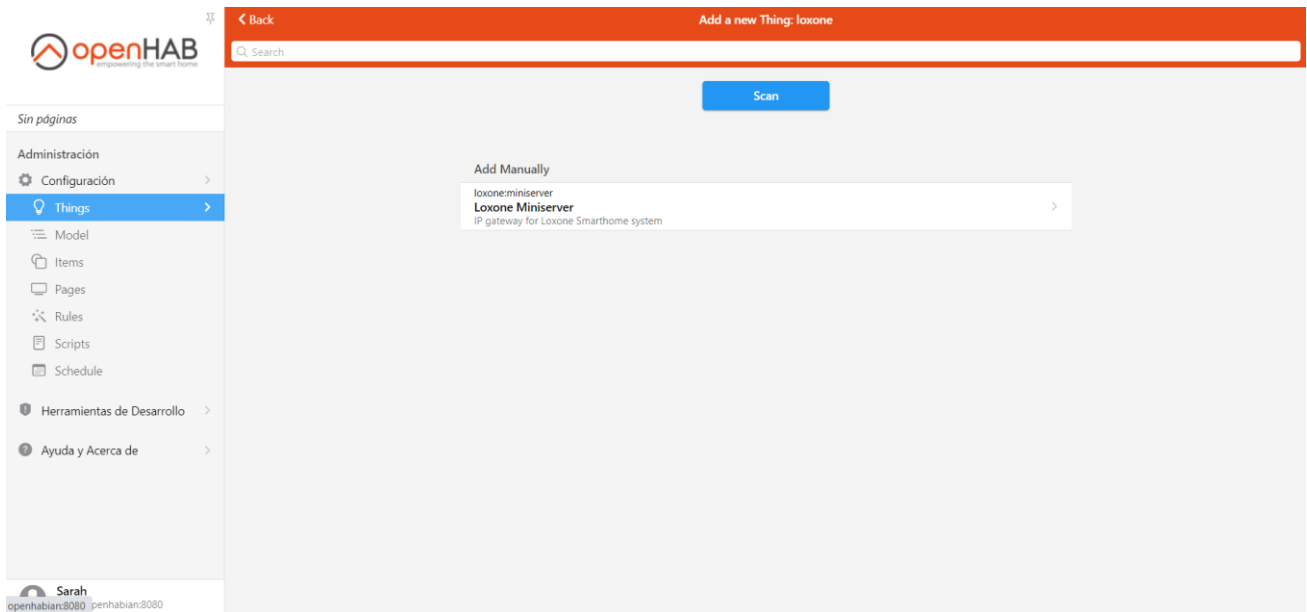 openHAB
empowering the smart home
Sin páginas
Administración
Configuración
Things
Model
Items
Pages
Rules
Scripts
Schedule
Herramientas de Desarrollo
Ayuda y Acerca de
Sarah
openhabian:8080 penhabian:8080
Back
Add a new Thing: loxone
Search
Scan
Add Manually
loxone:miniserver
Loxone Miniserver
IP gateway for Loxone Smarthome system